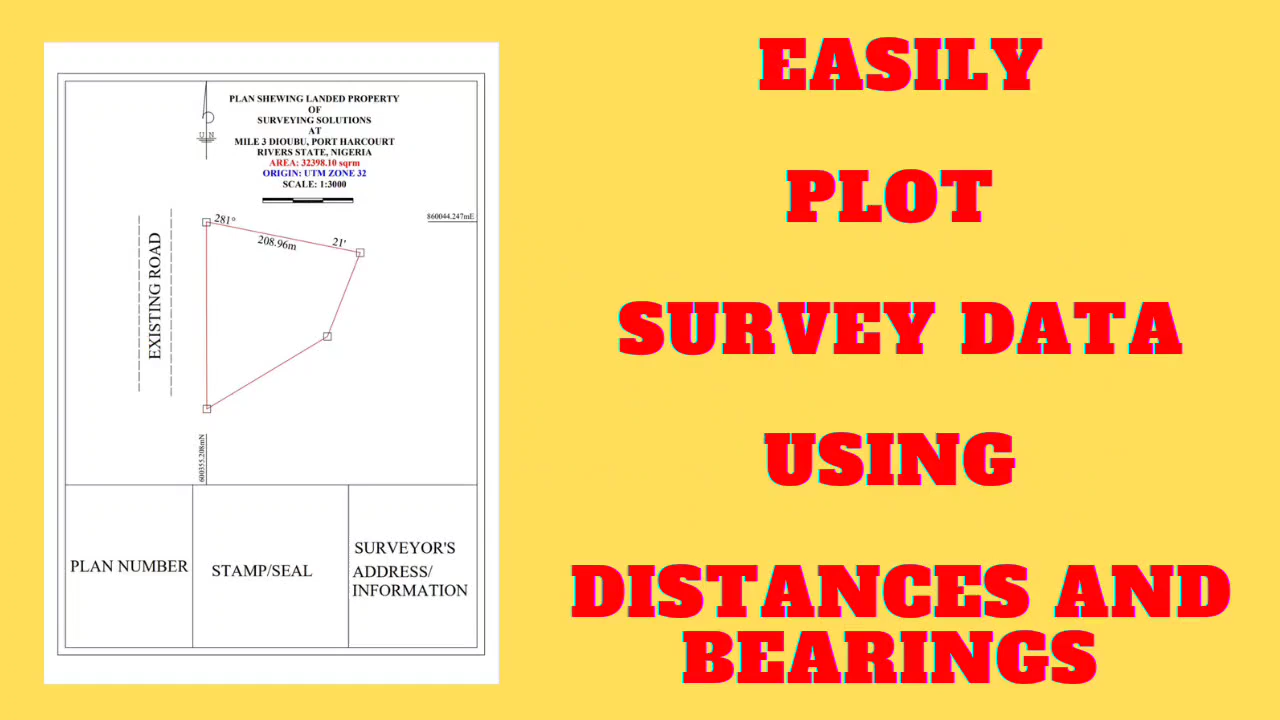 PLAN SHEWING LANDED PROPERTY
OF
SURVEYING SOLUTIONS
AT
MILE 3 DIOUBU, PORT HARCOURT
RIVERS STATE, NIGERIA
AREA: 32398.10 sqrm
ORIGIN: UTM ZONE 32
SCALE: 1:3000
U N
860044.247mE
281°
21'
208.96m
EXISTING ROAD
600355.208mN
PLAN NUMBER
STAMP/SEAL
SURVEYOR'S
ADDRESS/
INFORMATION
EASILY
PLOT
SURVEY DATA
USING
DISTANCES AND
BEARINGS